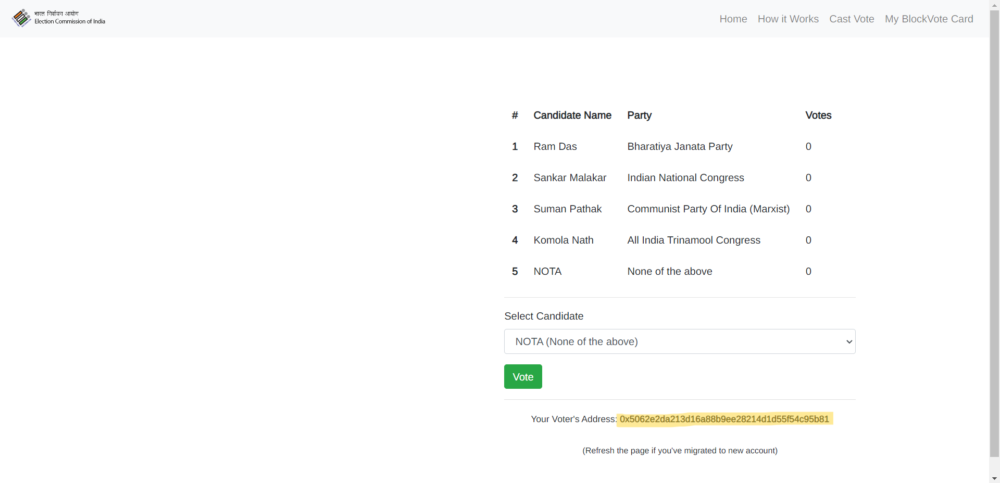 भारत निर्वाचन आयोग
Election Commission of India
Home How it Works Cast Vote My BlockVote Card
# Candidate Name Party Votes
1 Ram Das Bharatiya Janata Party 0
2 Sankar Malakar Indian National Congress 0
3 Suman Pathak Communist Party Of India (Marxist) 0
4 Komola Nath All India Trinamool Congress 0
5 NOTA None of the above 0
Select Candidate
NOTA (None of the above)
Vote
Your Voter's Address: 0x5062e2da213d16a88b9ee28214d1d55f54c95b81
(Refresh the page if you've migrated to new account)